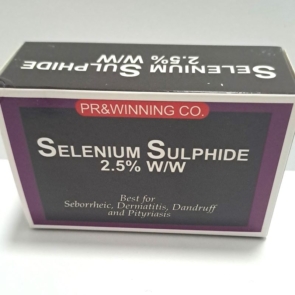 SELENIUM SULPHIDE
2.5% W/W
PR&WINNING CO.
SELENIUM SULPHIDE
2.5% W/W
Best for
Seborrheic, Dermatitis, Dandruff
and Pityriasis